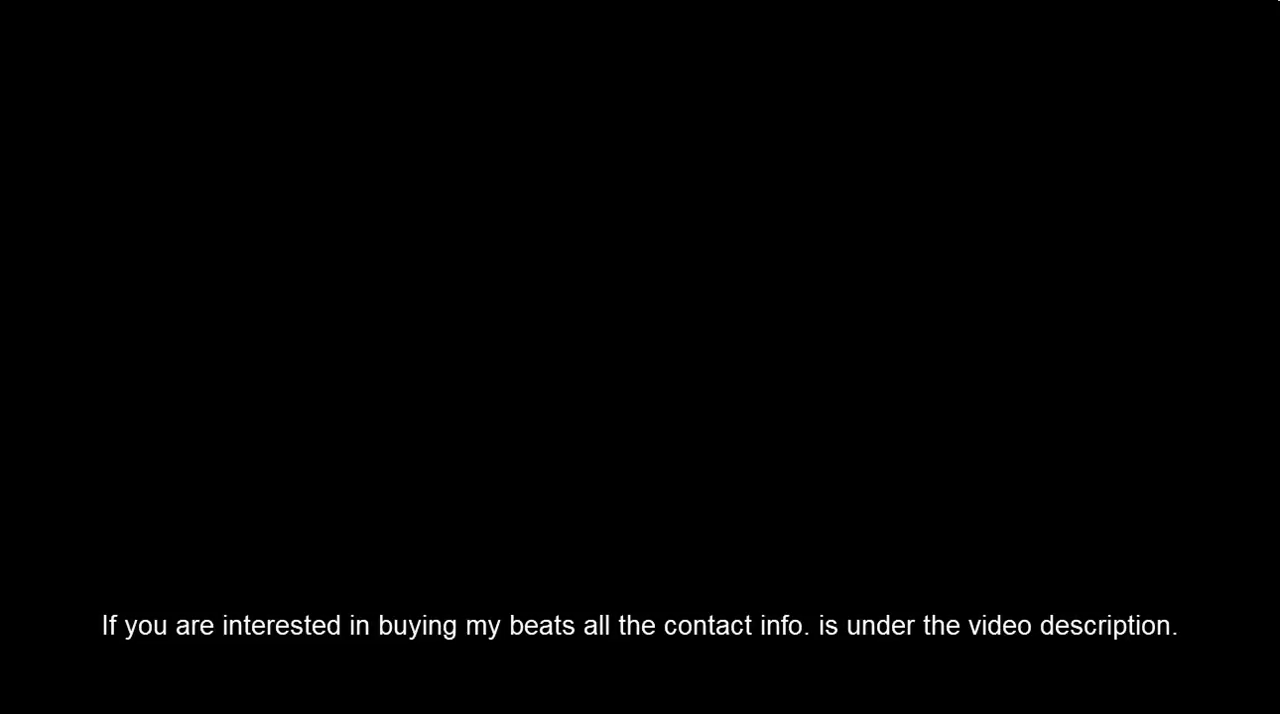 If you are interested in buying my beats all the contact info. is under the video description.